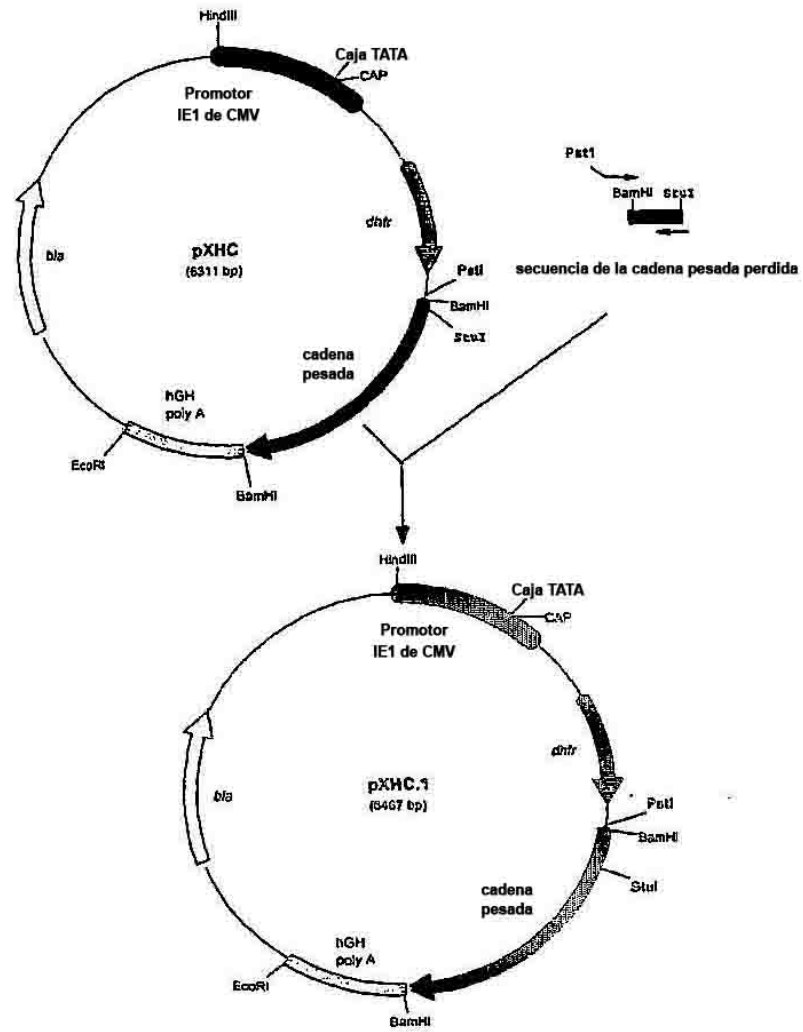 HindIII
Caja TATA
CAP
Promotor
IE1 de CMV
dhfr
pXHC
(6311 bp)
bla
PstI
BamHI
StuI
cadena
pesada
hGH
poly A
EcoRI
BamHI
Pst1
BamHI
StuI
secuencia de la cadena pesada perdida
HindIII
Caja TATA
CAP
Promotor
IE1 de CMV
dhfr
pXHC.1
(6467 bp)
bla
PstI
BamHI
StuI
cadena
pesada
hGH
poly A
EcoRI
BamHI